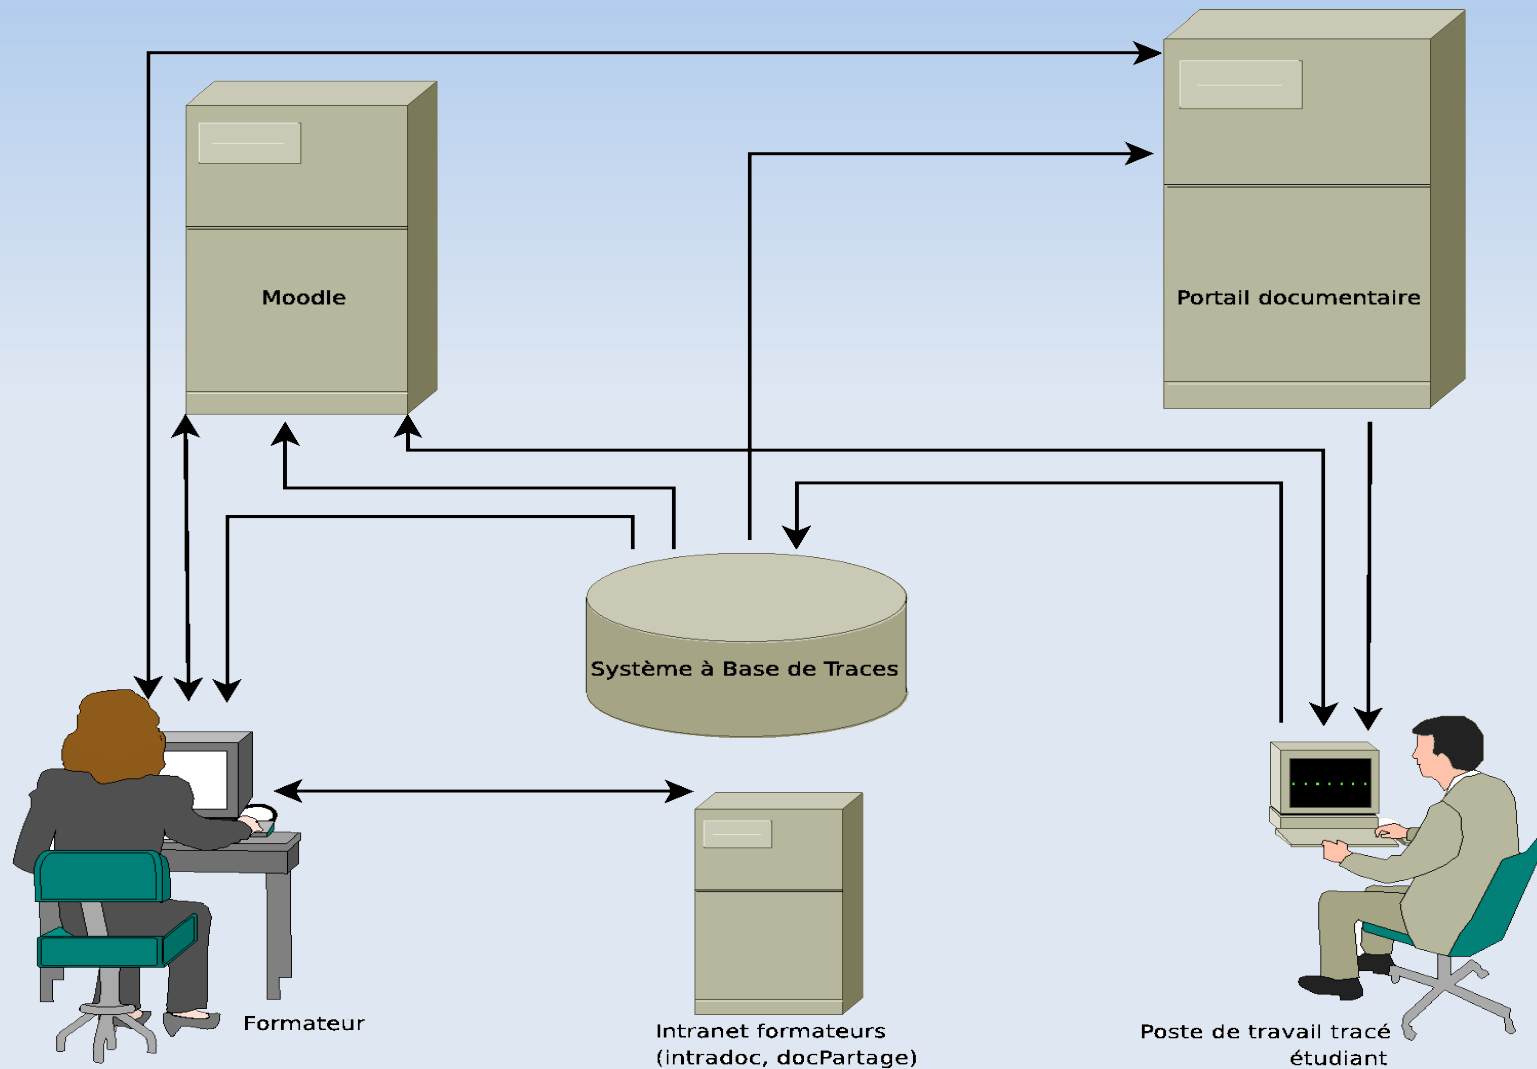 Moodle
Portail documentaire
Système à Base de Traces
Formateur
Intranet formateurs
(intradoc, docPartage)
Poste de travail tracé
étudiant